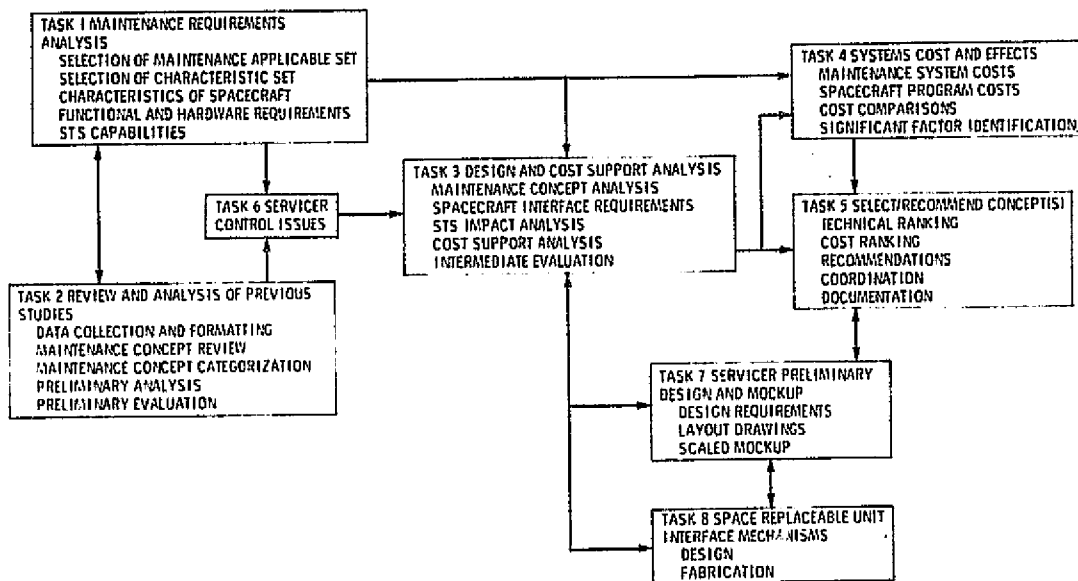 TASK 1 MAINTENANCE REQUIREMENTS
ANALYSIS
SELECTION OF MAINTENANCE APPLICABLE SET
SELECTION OF CHARACTERISTIC SET
CHARACTERISTICS OF SPACECRAFT
FUNCTIONAL AND HARDWARE REQUIREMENTS
STS CAPABILITIES
TASK 2 REVIEW AND ANALYSIS OF PREVIOUS
STUDIES
DATA COLLECTION AND FORMATTING
MAINTENANCE CONCEPT REVIEW
MAINTENANCE CONCEPT CATEGORIZATION
PRELIMINARY ANALYSIS
PRELIMINARY EVALUATION
TASK 6 SERVICER
CONTROL ISSUES
TASK 3 DESIGN AND COST SUPPORT ANALYSIS
MAINTENANCE CONCEPT ANALYSIS
SPACECRAFT INTERFACE REQUIREMENTS
STS IMPACT ANALYSIS
COST SUPPORT ANALYSIS
INTERMEDIATE EVALUATION
TASK 4 SYSTEMS COST AND EFFECTS
MAINTENANCE SYSTEM COSTS
SPACECRAFT PROGRAM COSTS
COST COMPARISONS
SIGNIFICANT FACTOR IDENTIFICATION
TASK 5 SELECT/RECOMMEND CONCEPT(S)
TECHNICAL RANKING
COST RANKING
RECOMMENDATIONS
COORDINATION
DOCUMENTATION
TASK 7 SERVICER PRELIMINARY
DESIGN AND MOCKUP
DESIGN REQUIREMENTS
LAYOUT DRAWINGS
SCALED MOCKUP
TASK 8 SPACE REPLACEABLE UNIT
INTERFACE MECHANISMS
DESIGN
FABRICATION